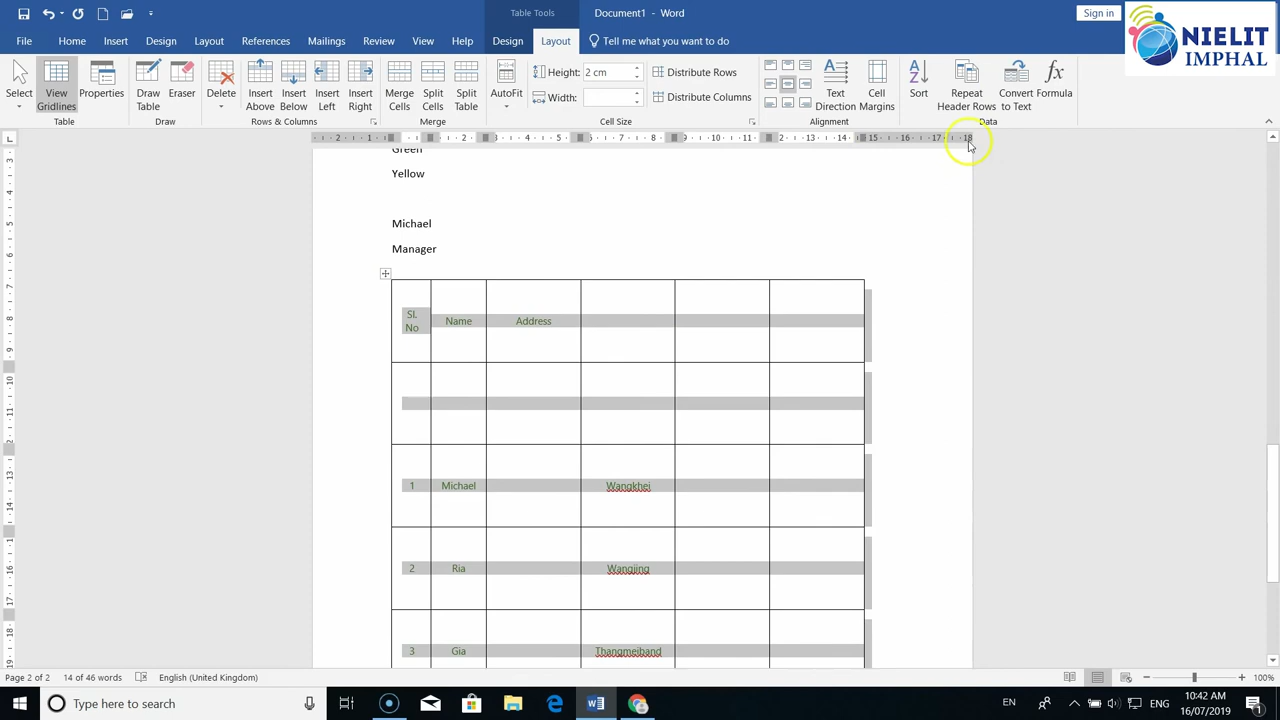 Table Tools
Document1 - Word
Sign in
NIELIT
IMPHAL
File Home Insert Design Layout References Mailings Review View Help Design Layout Tell me what you want to do
Select
View Gridlines
Properties
Table
Draw Table
Eraser
Draw
Delete
Insert Above
Insert Below
Insert Left
Insert Right
Rows & Columns
Merge Cells
Split Cells
Split Table
Merge
AutoFit
Height: 2 cm
Width:
Distribute Rows
Distribute Columns
Cell Size
Text Direction
Cell Margins
Alignment
Sort
Repeat Header Rows
Convert to Text
Formula
Data
Green
Yellow
Michael
Manager
Sl. No
Name
Address
1 Michael Wangkhei
2 Ria Wangjing
3 Gia Thangmeiband
Page 2 of 2 14 of 46 words English (United Kingdom) 100%
Type here to search
EN
ENG
10:42 AM
16/07/2019